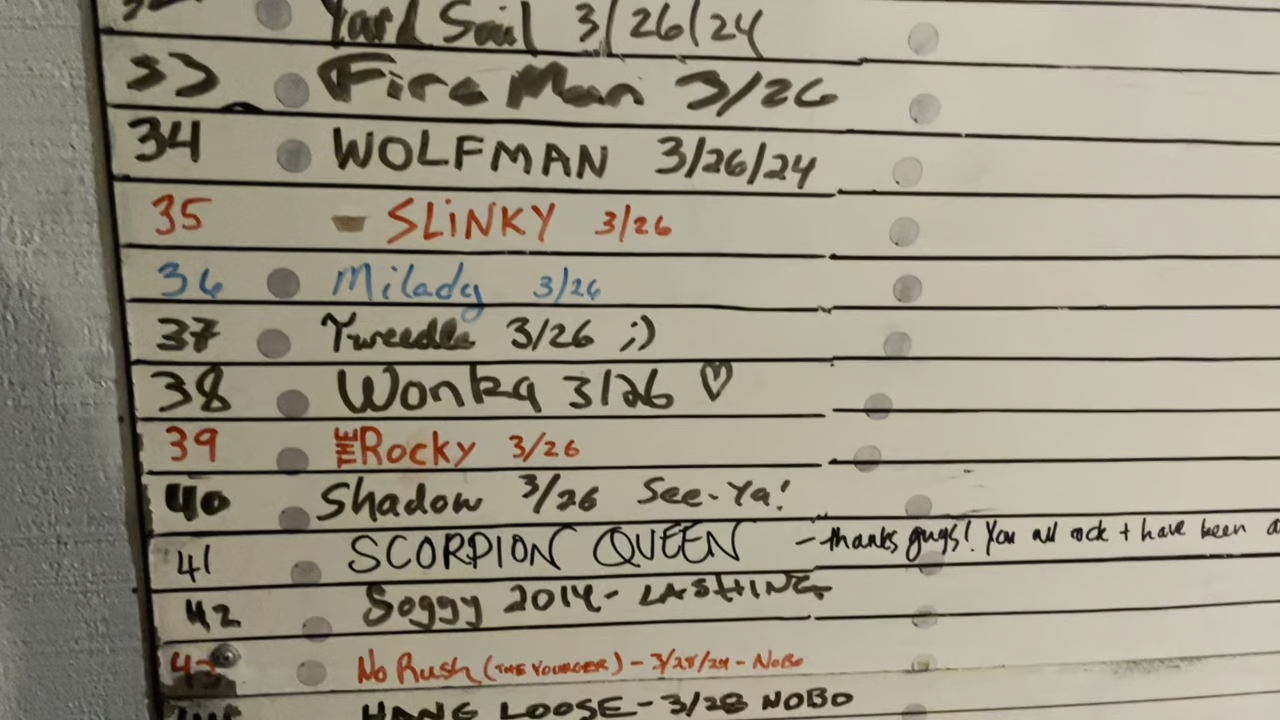 Yard Sail 3/26/24
33 Fire Man 3/26
34 WOLFMAN 3/26/24
35 - SLiNKY 3/26
36 Milady 3/26
37 Tweedle 3/26 ;)
38 Wonka 3/26 ♡
39 THE Rocky 3/26
40 Shadow 3/26 See-Ya!
41 SCORPION QUEEN - thanks guys! You all rock + have been a
42 Soggy 2014 - LASHING
43 No Rush (THE YOUNGER) - 3/25/24 - NoBo
HANG LOOSE - 3/28 NOBO